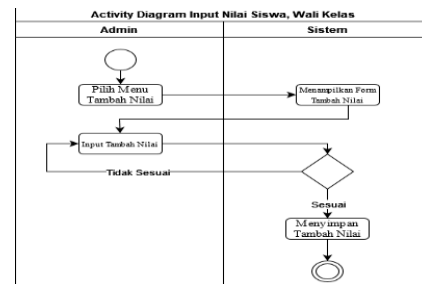 Activity Diagram Input Nilai Siswa, Wali Kelas
Admin
Sistem
Pilih Menu
Tambah Nilai
Menampilkan Form
Tambah Nilai
Input Tambah Nilai
Tidak Sesuai
Sesuai
Menyimpan
Tambah Nilai